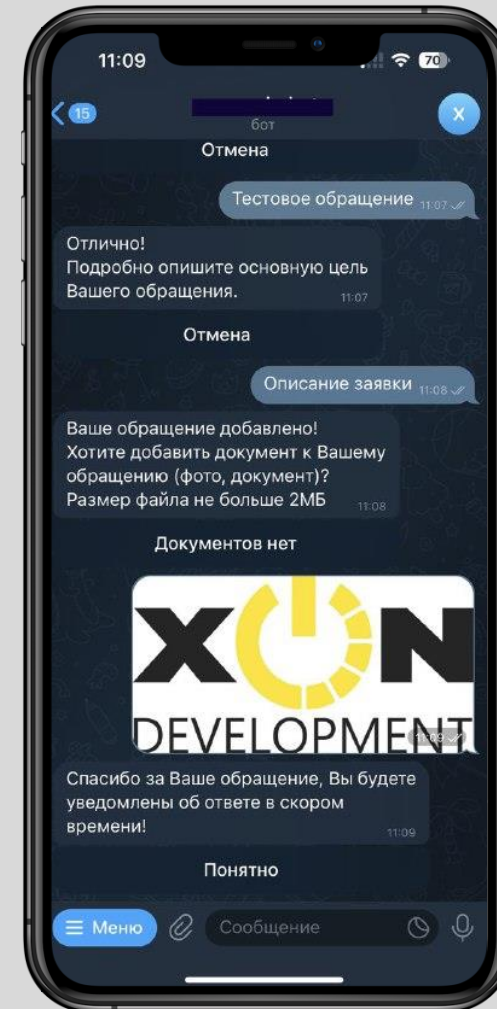 11:09
70
15
бот
X
Отмена
Тестовое обращение 11:07
Отлично!
Подробно опишите основную цель
Вашего обращения.
11:07
Отмена
Описание заявки 11:08
Ваше обращение добавлено!
Хотите добавить документ к Вашему
обращению (фото, документ)?
Размер файла не больше 2МБ
11:08
Документов нет
XON
DEVELOPMENT
11:09
Спасибо за Ваше обращение, Вы будете
уведомлены об ответе в скором
времени!
11:09
Понятно
Меню
Сообщение